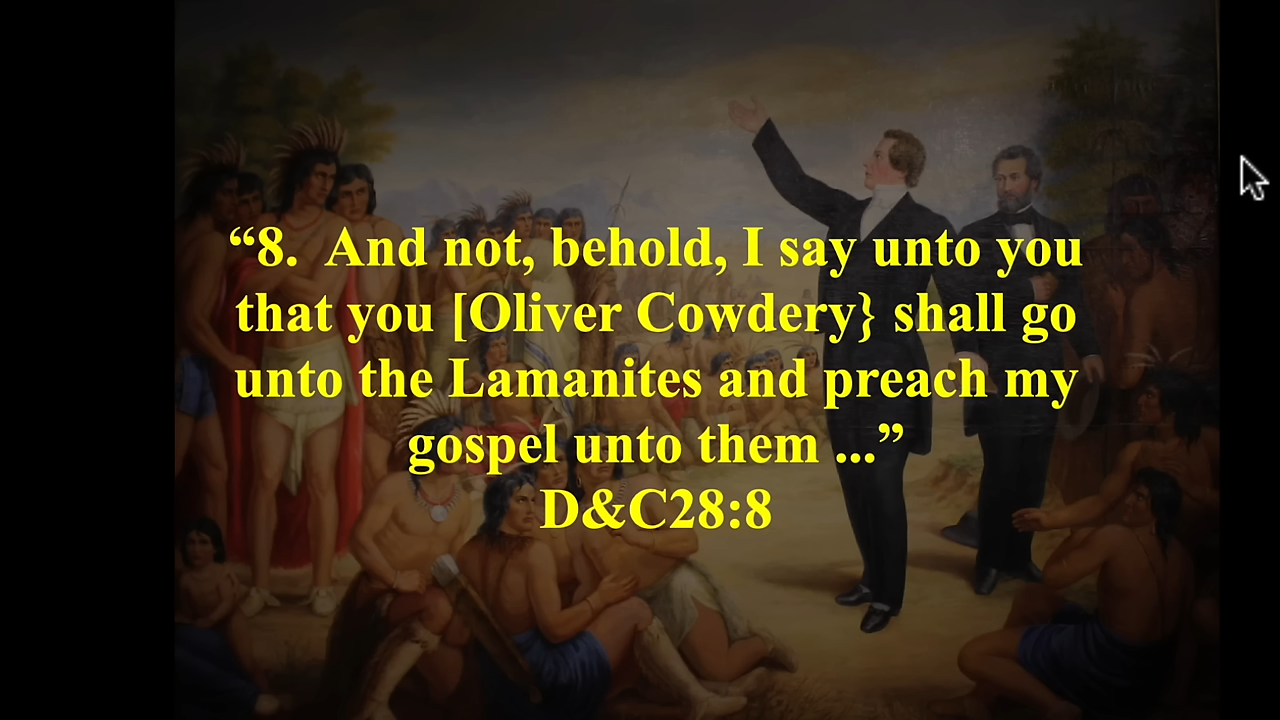 “8.  And not, behold, I say unto you
that you [Oliver Cowdery} shall go
unto the Lamanites and preach my
gospel unto them ...”
D&C28:8